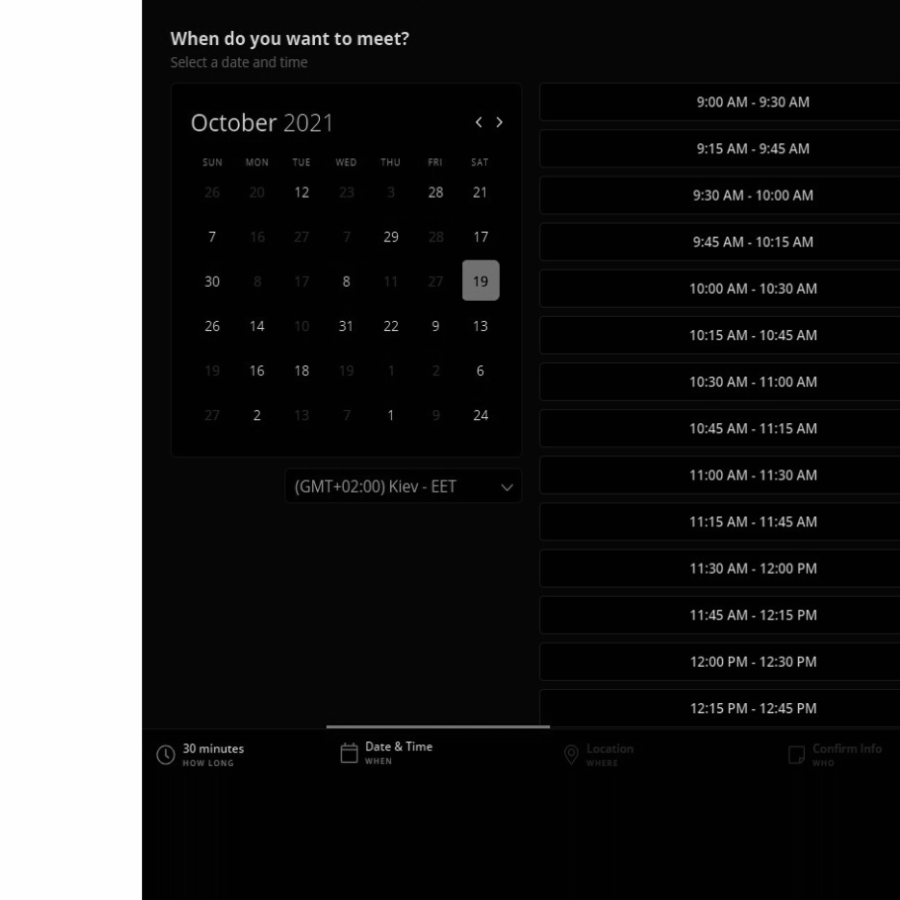 When do you want to meet?
Select a date and time
October 2021
SUN MON TUE WED THU FRI SAT
26 20 12 23 3 28 21
7 16 27 7 29 28 17
30 8 17 8 11 27 19
26 14 10 31 22 9 13
19 16 18 19 1 2 6
27 2 13 7 1 9 24
(GMT+02:00) Kiev - EET
9:00 AM - 9:30 AM
9:15 AM - 9:45 AM
9:30 AM - 10:00 AM
9:45 AM - 10:15 AM
10:00 AM - 10:30 AM
10:15 AM - 10:45 AM
10:30 AM - 11:00 AM
10:45 AM - 11:15 AM
11:00 AM - 11:30 AM
11:15 AM - 11:45 AM
11:30 AM - 12:00 PM
11:45 AM - 12:15 PM
12:00 PM - 12:30 PM
12:15 PM - 12:45 PM
30 minutes
HOW LONG
Date & Time
WHEN
Location
WHERE
Confirm Info
WHO